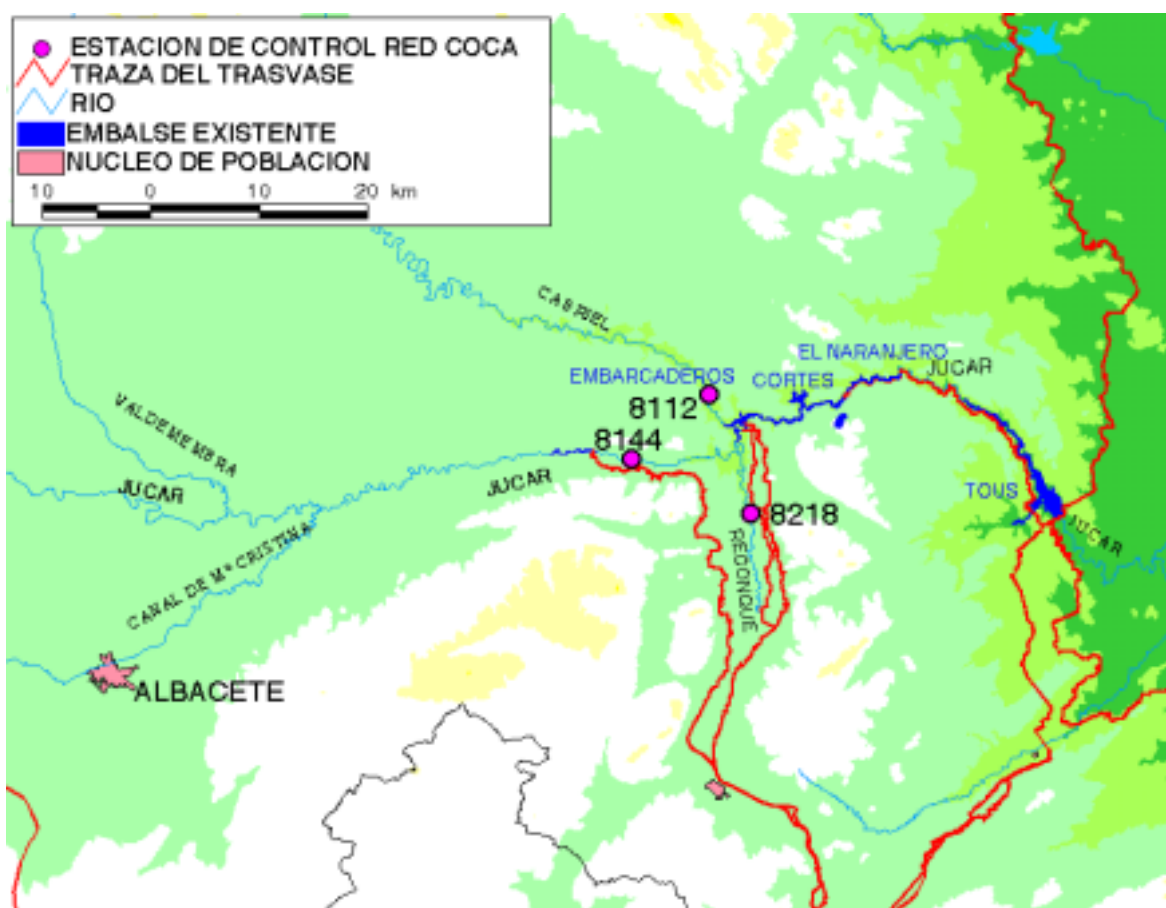 ESTACION DE CONTROL RED COCA
TRAZA DEL TRASVASE
RIO
EMBALSE EXISTENTE
NUCLEO DE POBLACION
10 0 10 20 km
CABRIEL
EL NARANJERO
JUCAR
EMBARCADEROS
CORTES
8112
VALDEMEMBRA
8144
JUCAR
JUCAR
TOUS
8218
JUCAR
REDONQUE
CANAL DE Mª CRISTINA
ALBACETE